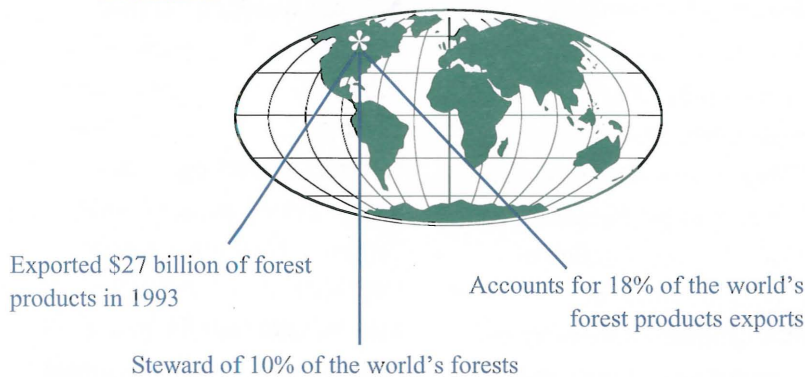 Exported $27 billion of forest
products in 1993
Accounts for 18% of the world's
forest products exports
Steward of 10% of the world's forests